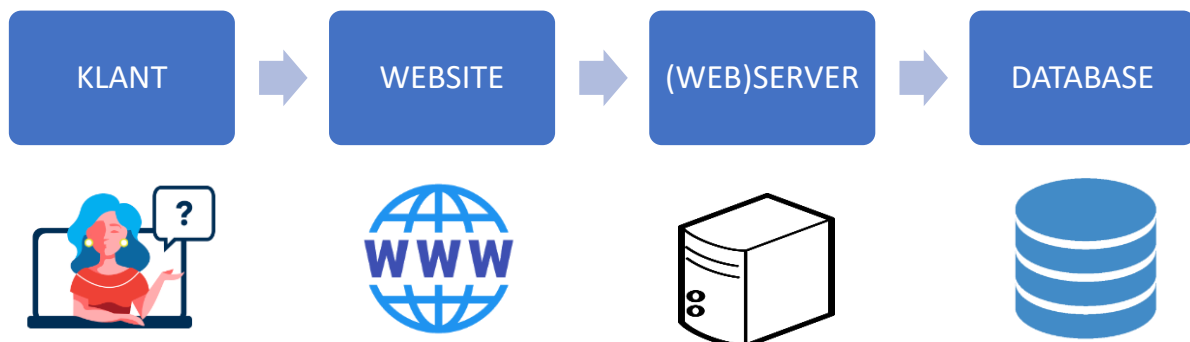 KLANT
WEBSITE
(WEB)SERVER
DATABASE
?
WWW